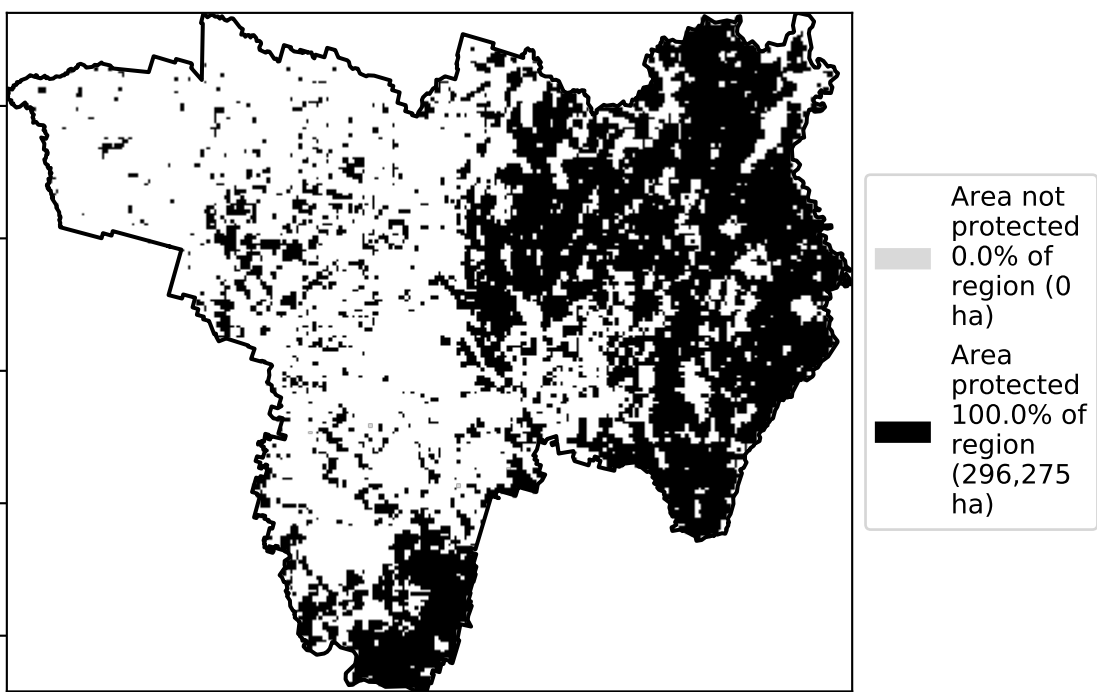 Area not
protected
0.0% of
region (0
ha)
Area
protected
100.0% of
region
(296,275
ha)